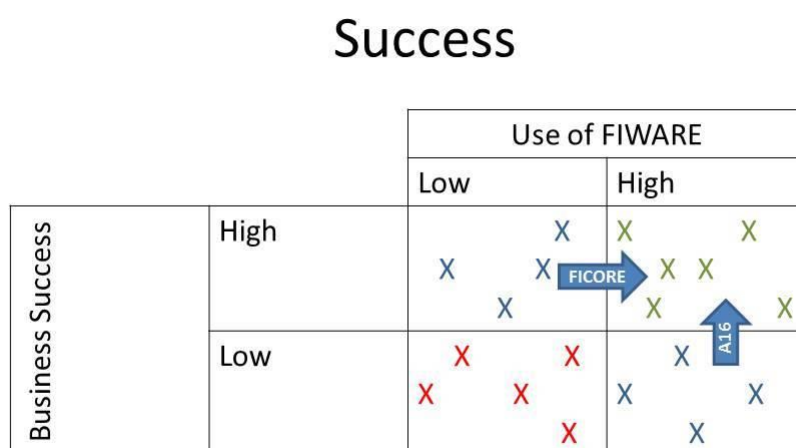 Success
Use of FIWARE
Low High
Business Success
High X X X
X X FICORE X X
X X X
Low X X X A16
X X X X
X X